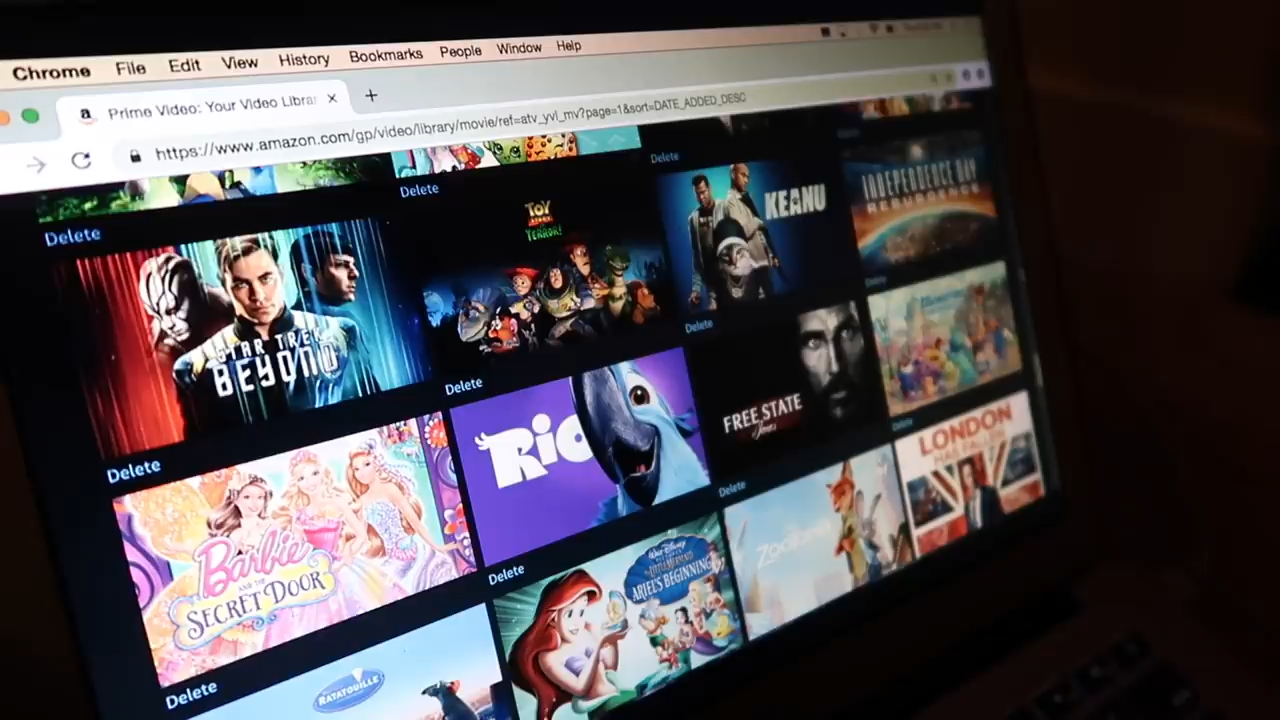 Chrome File Edit View History Bookmarks People Window Help
Prime Video: Your Video Librar
https://www.amazon.com/gp/video/library/movie/ref=atv_yvl_mv?page=1&sort=DATE_ADDED_DESC
Delete
Delete
Delete
STAR TREK
BEYOND
TOY
STORY
TERROR!
KEANU
INDEPENDENCE DAY
RESURGENCE
Delete
Delete
Delete
Delete
Barbie
AND THE
SECRET DOOR
RIO
FREE STATE
of Jones
LONDON
HAS FALLEN
Delete
Delete
Delete
Delete
RATATOUILLE
Walt Disney
THE LITTLE MERMAID
ARIEL'S BEGINNING
Zootopia